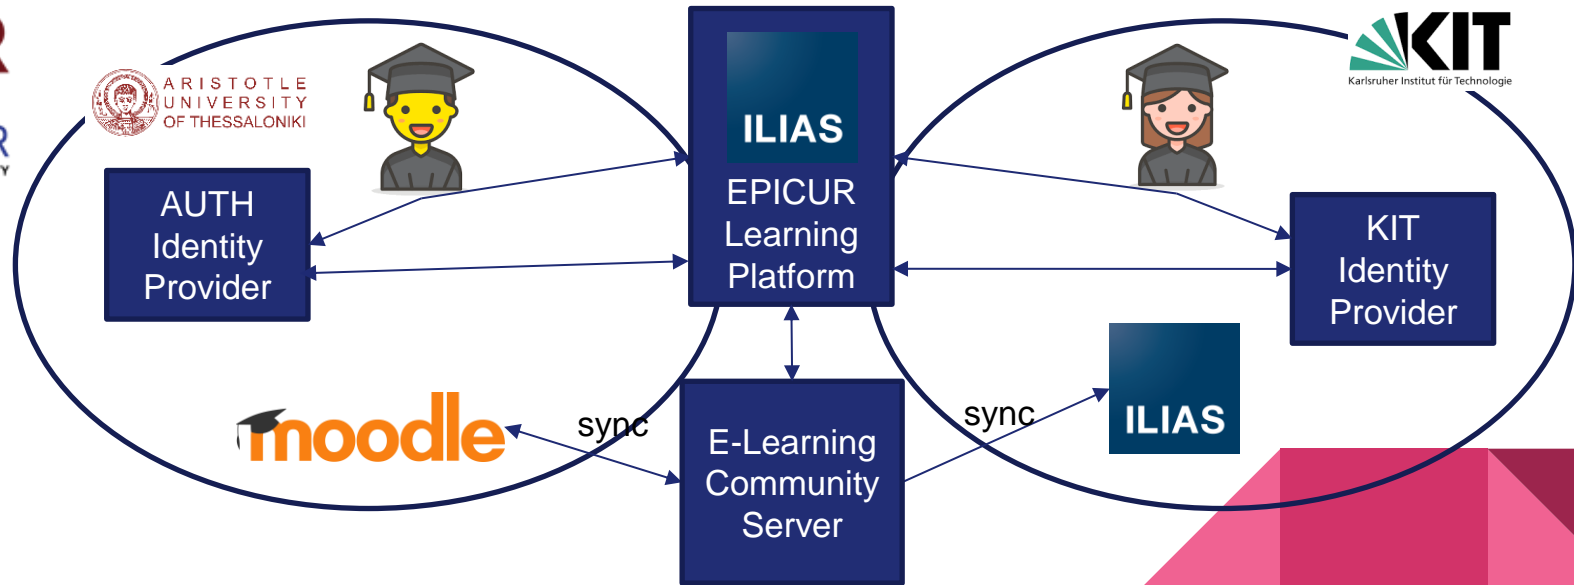 R
R
TY
ARISTOTLE
UNIVERSITY
OF THESSALONIKI
AUTH
Identity
Provider
ILIAS
EPICUR
Learning
Platform
KIT
Karlsruher Institut für Technologie
KIT
Identity
Provider
moodle
sync
E-Learning
Community
Server
sync
ILIAS